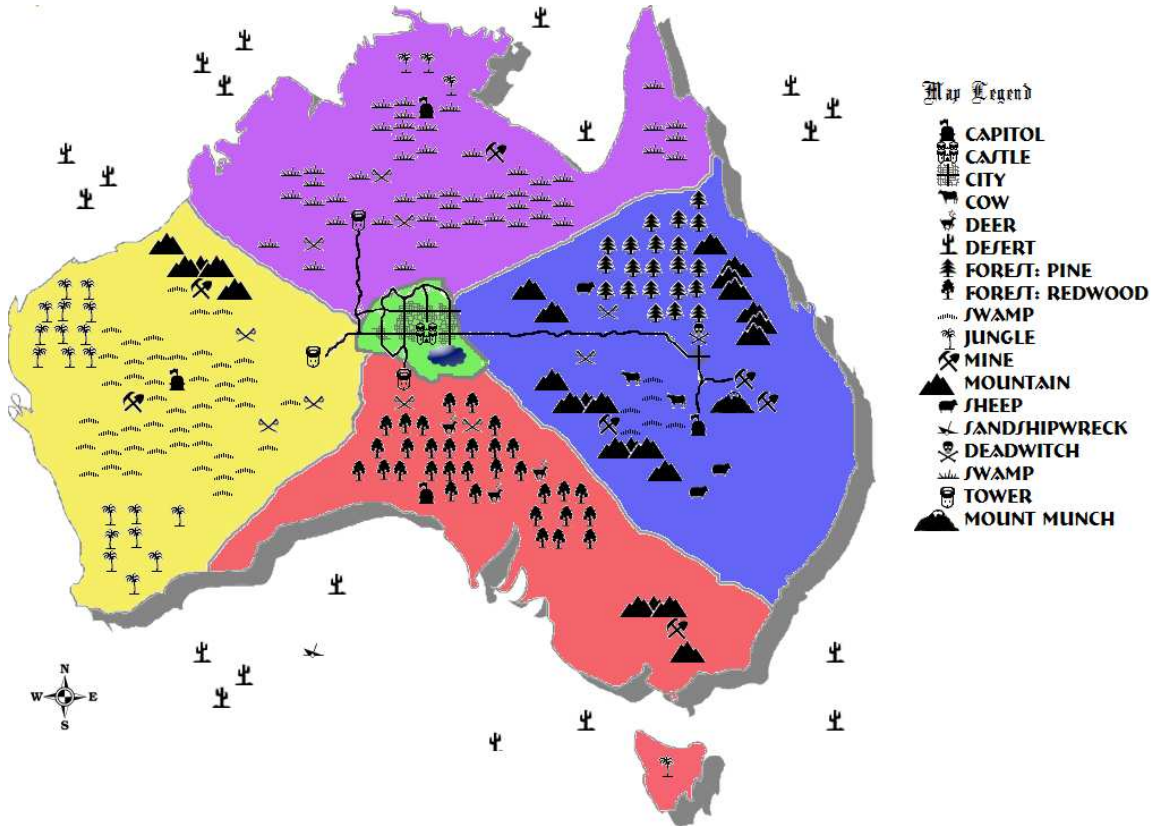 Map Legend
CAPITOL
CASTLE
CITY
COW
DEER
DESERT
FOREST: PINE
FOREST: REDWOOD
SWAMP
JUNGLE
MINE
MOUNTAIN
SHEEP
SANDSHIPWRECK
DEADWITCH
SWAMP
TOWER
MOUNT MUNCH
N
W E
S